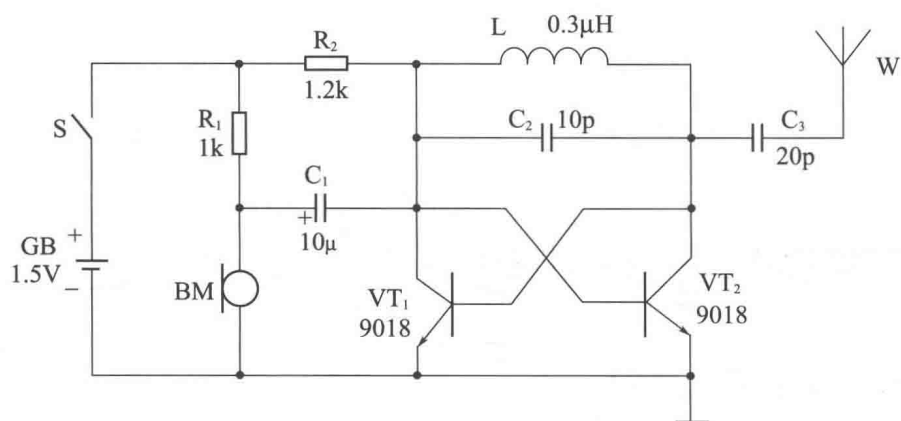 L 0.3μH
R₂
1.2k
W
S
R₁
1k
C₂ 10p
C₃
20p
C₁
+
10μ
+
GB
1.5V
−
BM
VT₁
9018
VT₂
9018